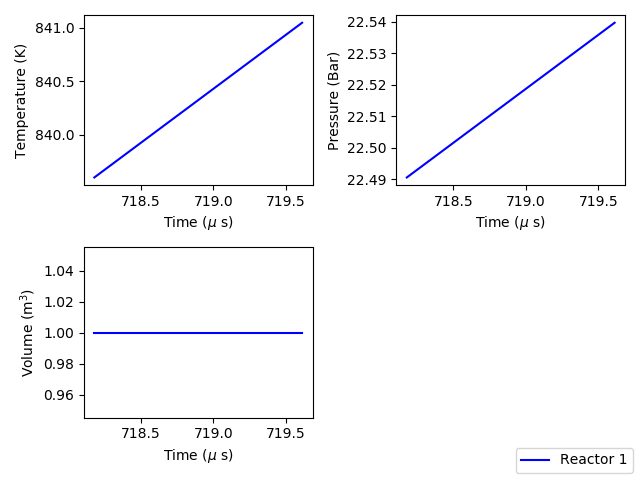 841.0
840.5
840.0
Temperature (K)
718.5 719.0 719.5
Time (μ s)
22.54
22.53
22.52
22.51
22.50
22.49
Pressure (Bar)
718.5 719.0 719.5
Time (μ s)
1.04
1.02
1.00
0.98
0.96
Volume (m³)
718.5 719.0 719.5
Time (μ s)
Reactor 1